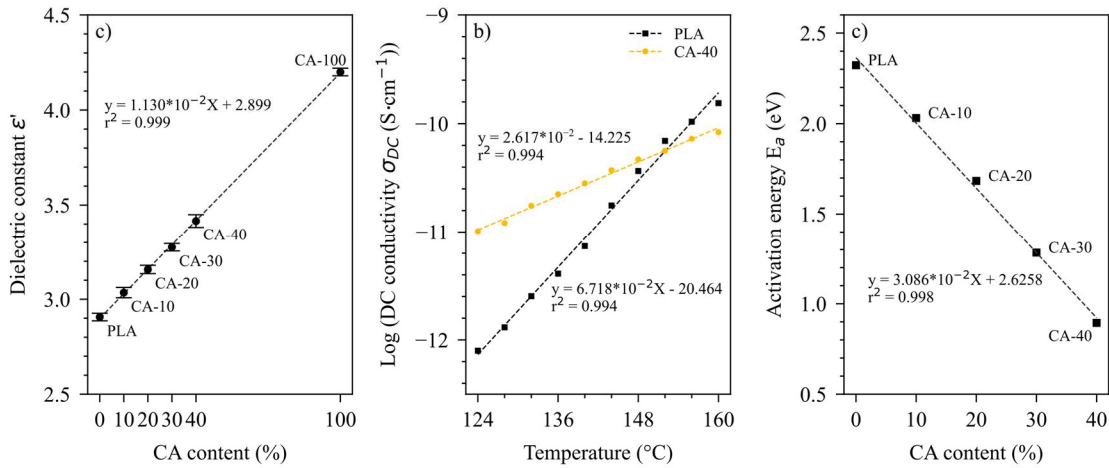 c)
Dielectric constant ε'
4.5
4.0
3.5
3.0
2.5
CA-100
y = 1.130*10⁻²X + 2.899
r² = 0.999
CA-40
CA-30
CA-20
CA-10
PLA
0 10 20 30 40 100
CA content (%)
b)
Log (DC conductivity σ_DC (S·cm⁻¹)
−9
−10
−11
−12
PLA
CA-40
y = 2.617*10⁻² - 14.225
r² = 0.994
y = 6.718*10⁻²X - 20.464
r² = 0.994
124 136 148 160
Temperature (°C)
c)
Activation energy E_a (eV)
2.5
2.0
1.5
1.0
0.5
PLA
CA-10
CA-20
CA-30
CA-40
y = 3.086*10⁻²X + 2.6258
r² = 0.998
0 10 20 30 40
CA content (%)